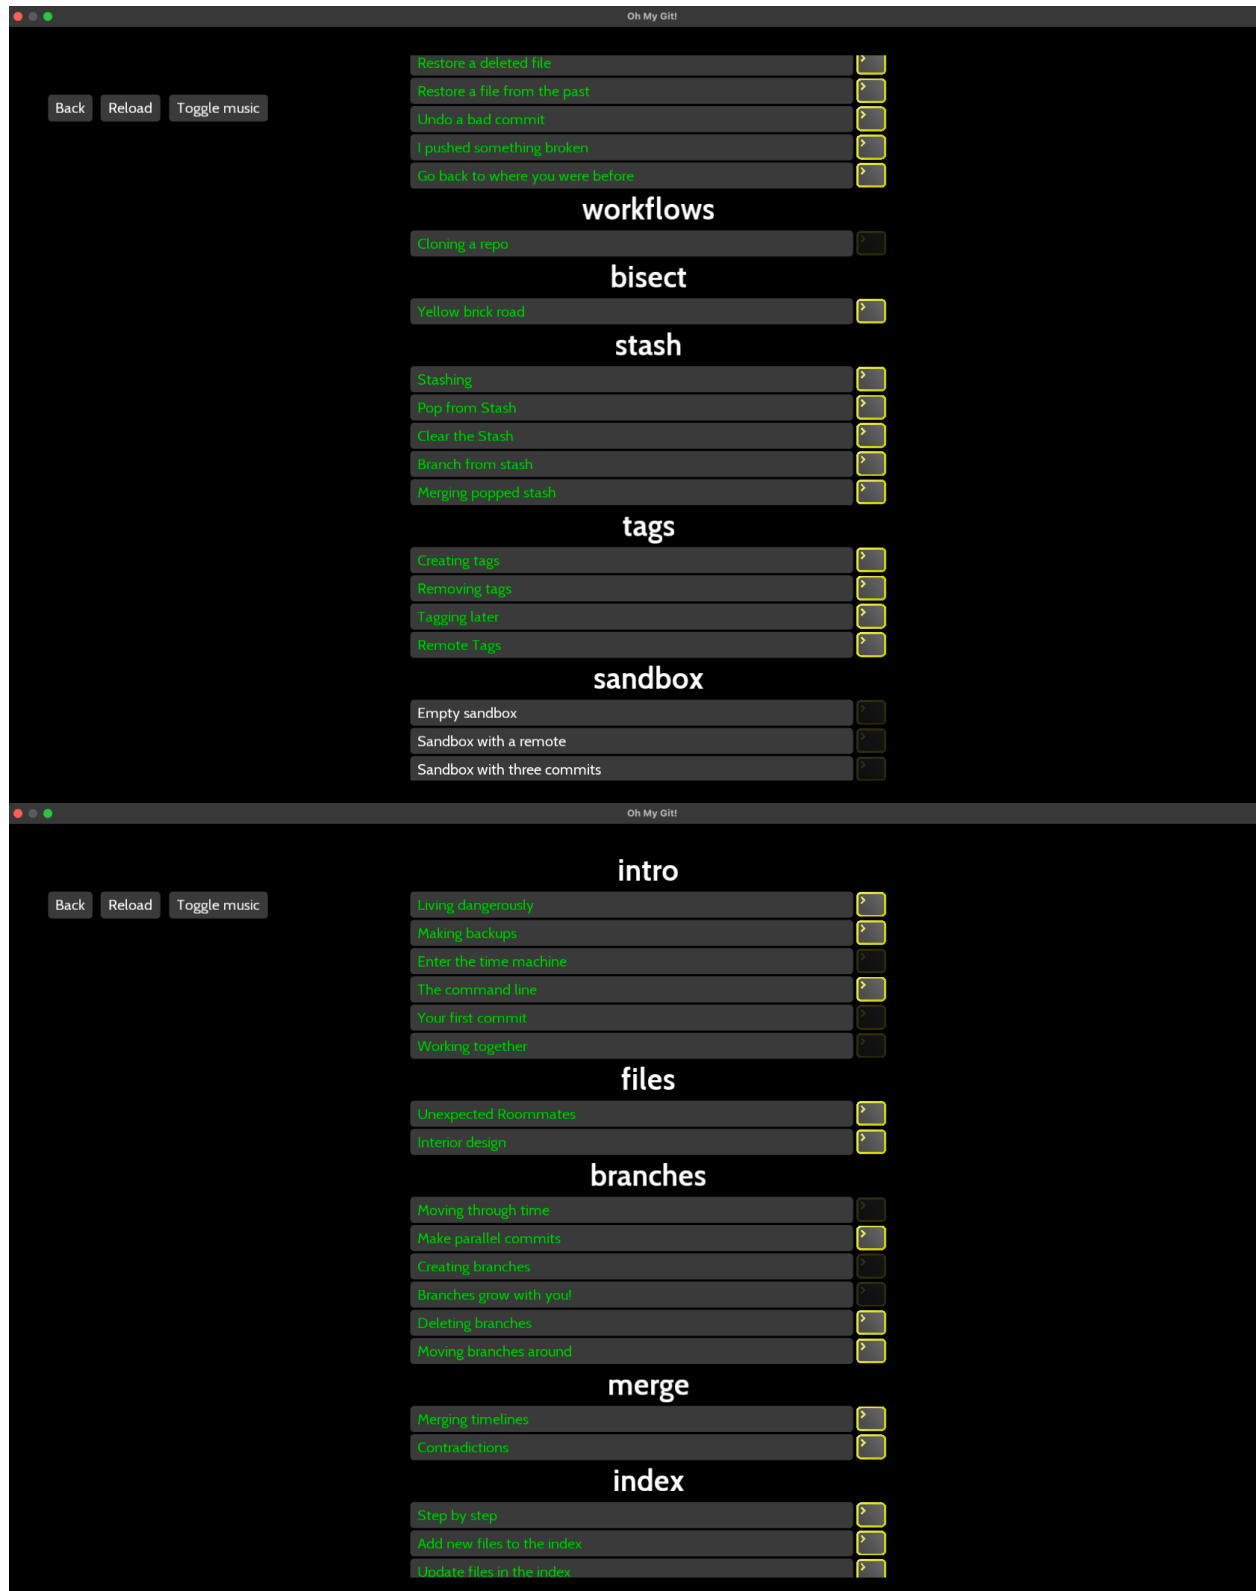 Oh My Git!
Back Reload Toggle music
Restore a deleted file
Restore a file from the past
Undo a bad commit
I pushed something broken
Go back to where you were before
workflows
Cloning a repo
bisect
Yellow brick road
stash
Stashing
Pop from Stash
Clear the Stash
Branch from stash
Merging popped stash
tags
Creating tags
Removing tags
Tagging later
Remote Tags
sandbox
Empty sandbox
Sandbox with a remote
Sandbox with three commits
Oh My Git!
Back Reload Toggle music
intro
Living dangerously
Making backups
Enter the time machine
The command line
Your first commit
Working together
files
Unexpected Roommates
Interior design
branches
Moving through time
Make parallel commits
Creating branches
Branches grow with you!
Deleting branches
Moving branches around
merge
Merging timelines
Contradictions
index
Step by step
Add new files to the index
Update files in the index